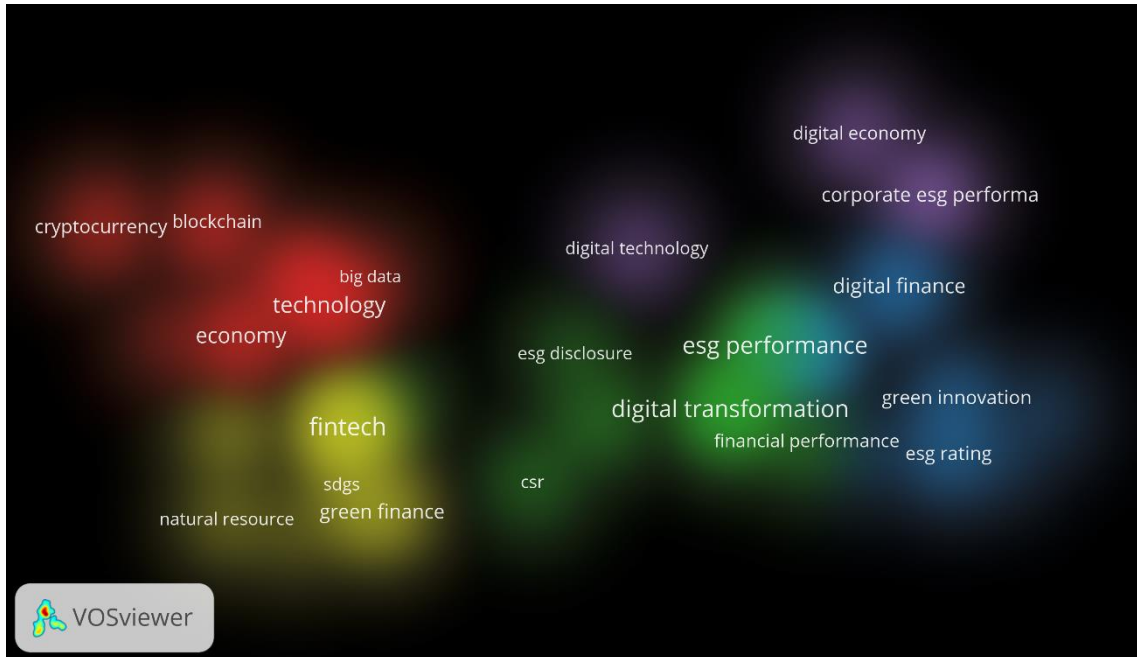 digital economy
corporate esg performa
cryptocurrency
blockchain
digital technology
big data
digital finance
technology
economy
esg disclosure
esg performance
green innovation
digital transformation
fintech
financial performance
esg rating
sdgs
csr
natural resource
green finance
VOSviewer